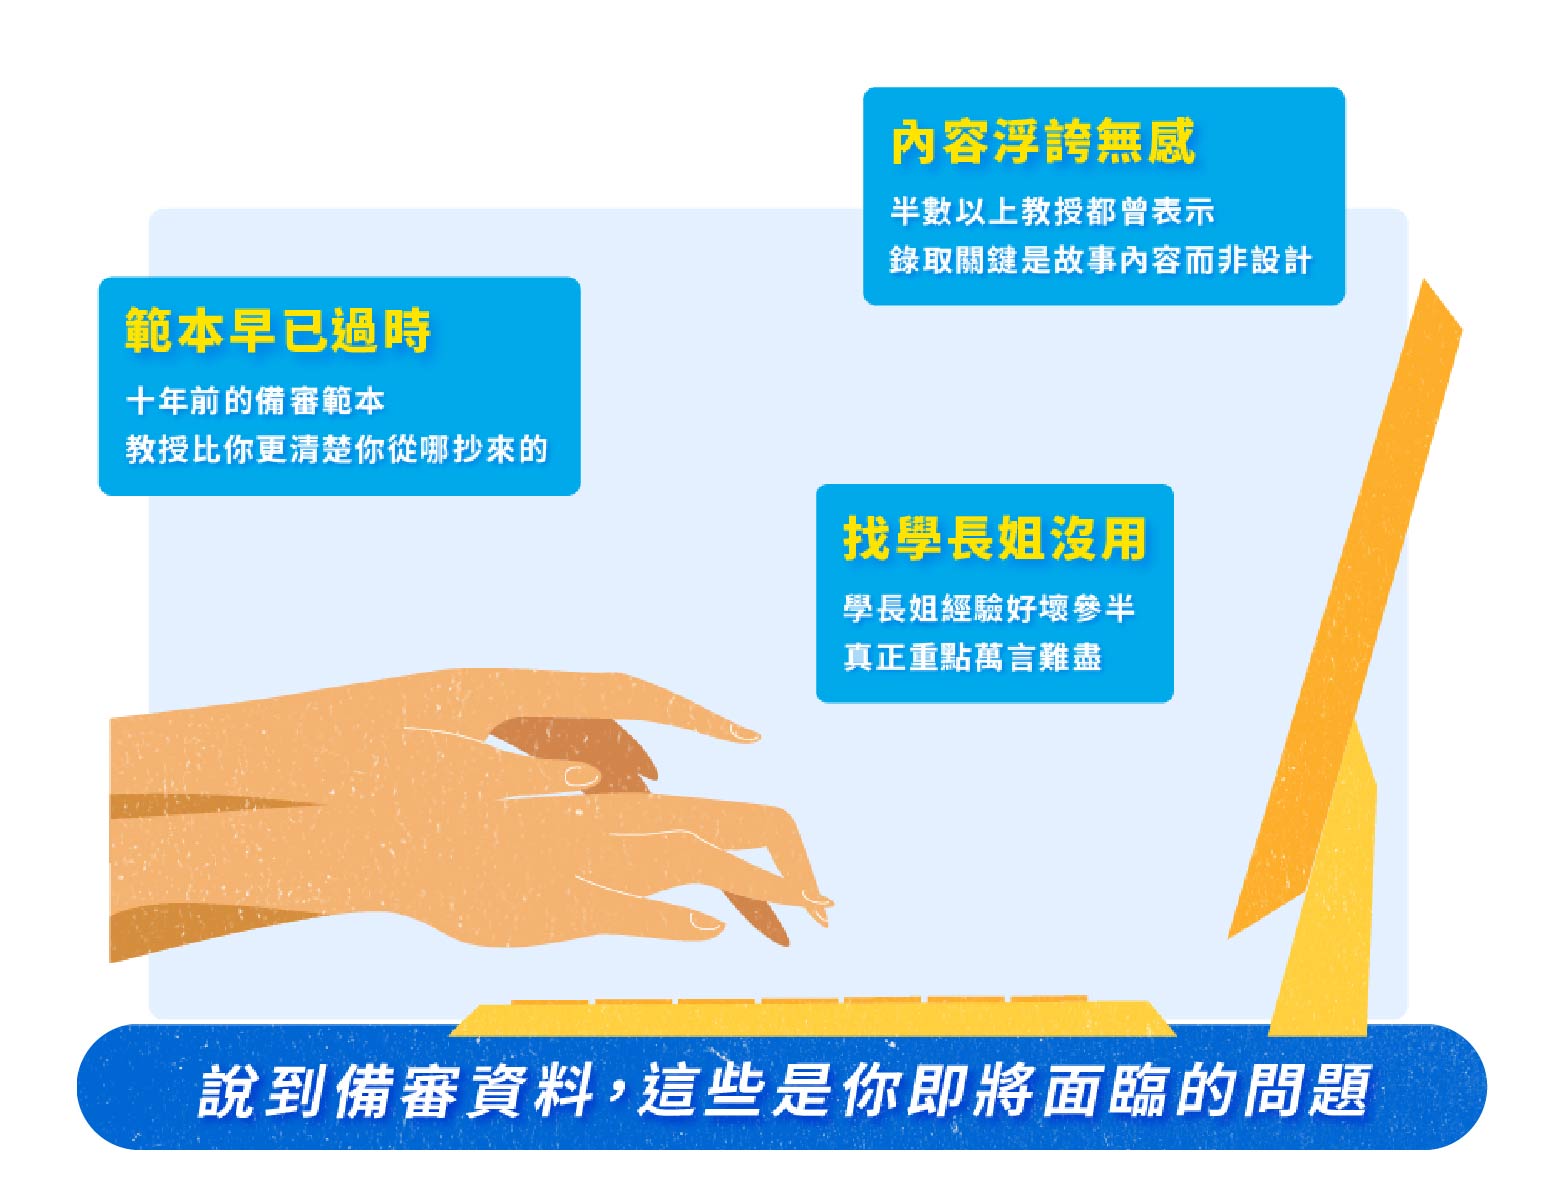 內容浮誇無感
半數以上教授都曾表示
錄取關鍵是故事內容而非設計
範本早已過時
十年前的備審範本
教授比你更清楚你從哪抄來的
找學長姐沒用
學長姐經驗好壞參半
真正重點萬言難盡
說到備審資料，這些是你即將面臨的問題